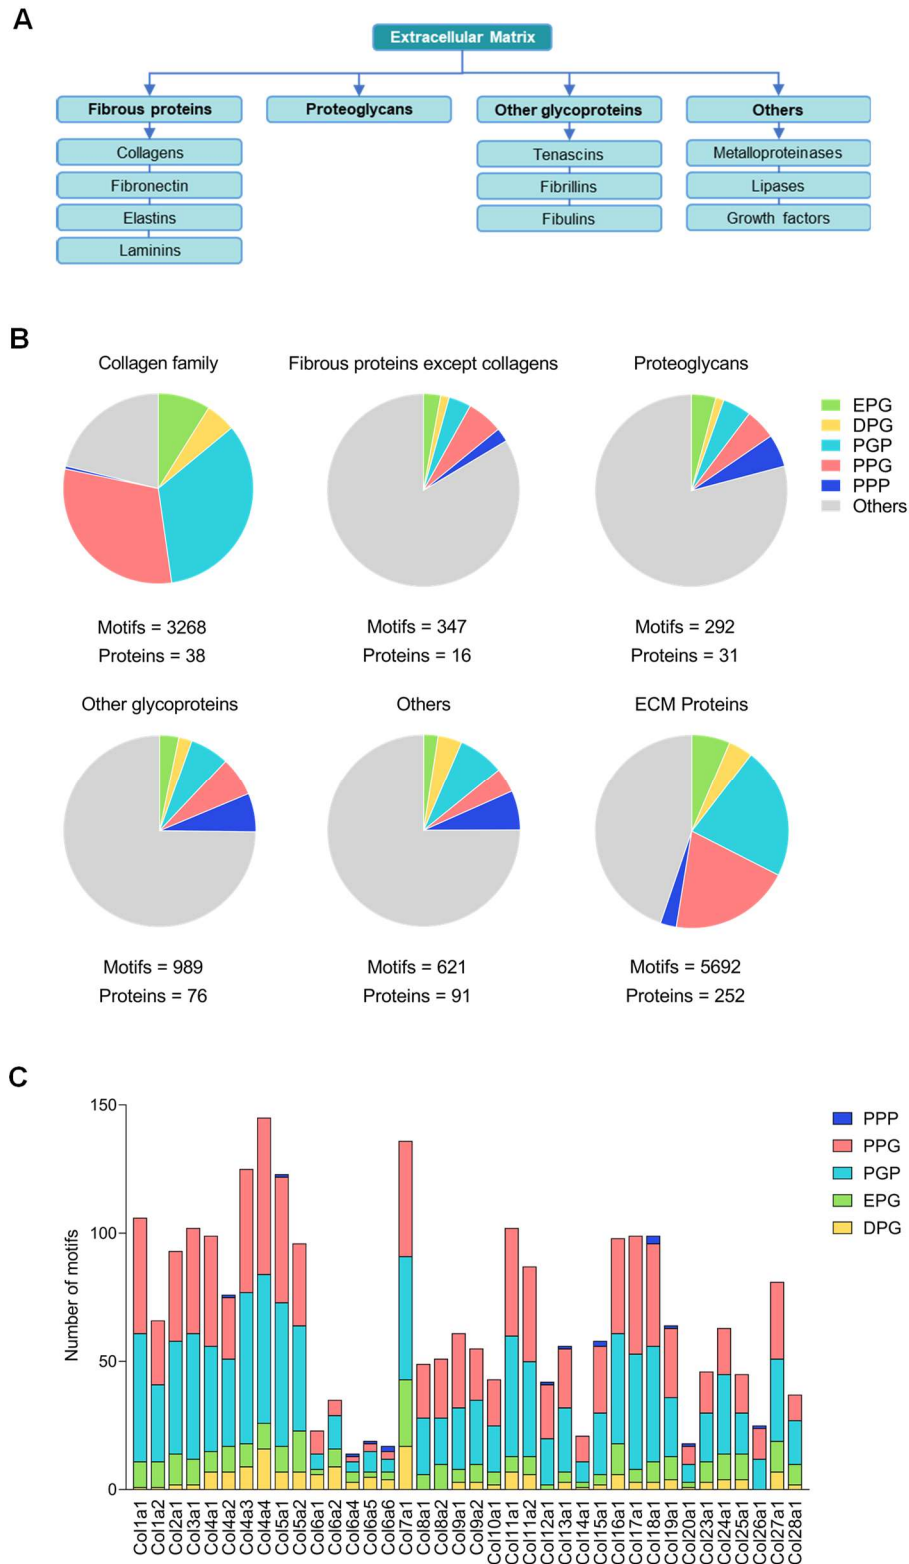 A
Extracellular Matrix
Fibrous proteins
Proteoglycans
Other glycoproteins
Others
Collagens
Tenascins
Metalloproteinases
Fibronectin
Fibrillins
Lipases
Elastins
Fibulins
Growth factors
Laminins
B
Collagen family
Fibrous proteins except collagens
Proteoglycans
EPG
DPG
PGP
PPG
PPP
Others
Motifs = 3268
Proteins = 38
Motifs = 347
Proteins = 16
Motifs = 292
Proteins = 31
Other glycoproteins
Others
ECM Proteins
Motifs = 989
Proteins = 76
Motifs = 621
Proteins = 91
Motifs = 5692
Proteins = 252
C
Number of motifs
150
100
50
0
PPP
PPG
PGP
EPG
DPG
Col1a1
Col1a2
Col2a1
Col3a1
Col4a1
Col4a2
Col4a3
Col4a4
Col5a1
Col5a2
Col6a1
Col6a2
Col6a4
Col6a5
Col6a6
Col7a1
Col8a1
Col8a1
Col9a1
Col9a2
Col10a1
Col11a1
Col11a2
Col12a1
Col13a1
Col14a1
Col15a1
Col16a1
Col17a1
Col18a1
Col19a1
Col20a1
Col23a1
Col24a1
Col25a1
Col26a1
Col27a1
Col28a1